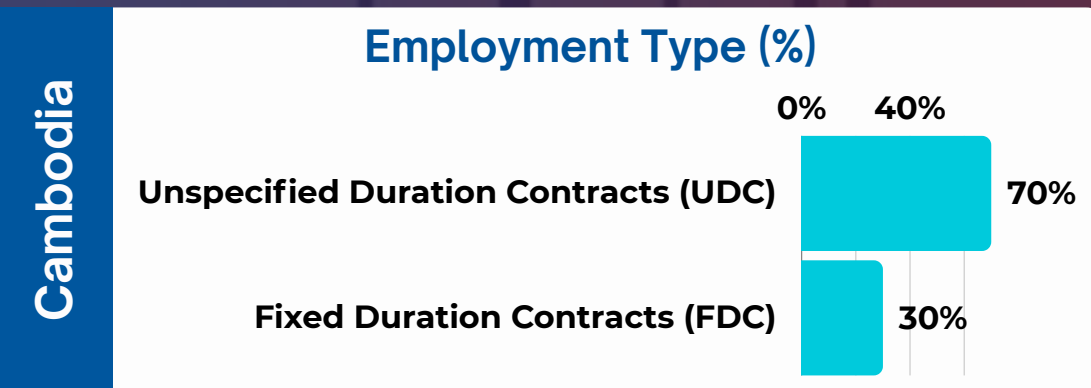 Cambodia
Employment Type (%)
0% 40%
Unspecified Duration Contracts (UDC) 70%
Fixed Duration Contracts (FDC) 30%